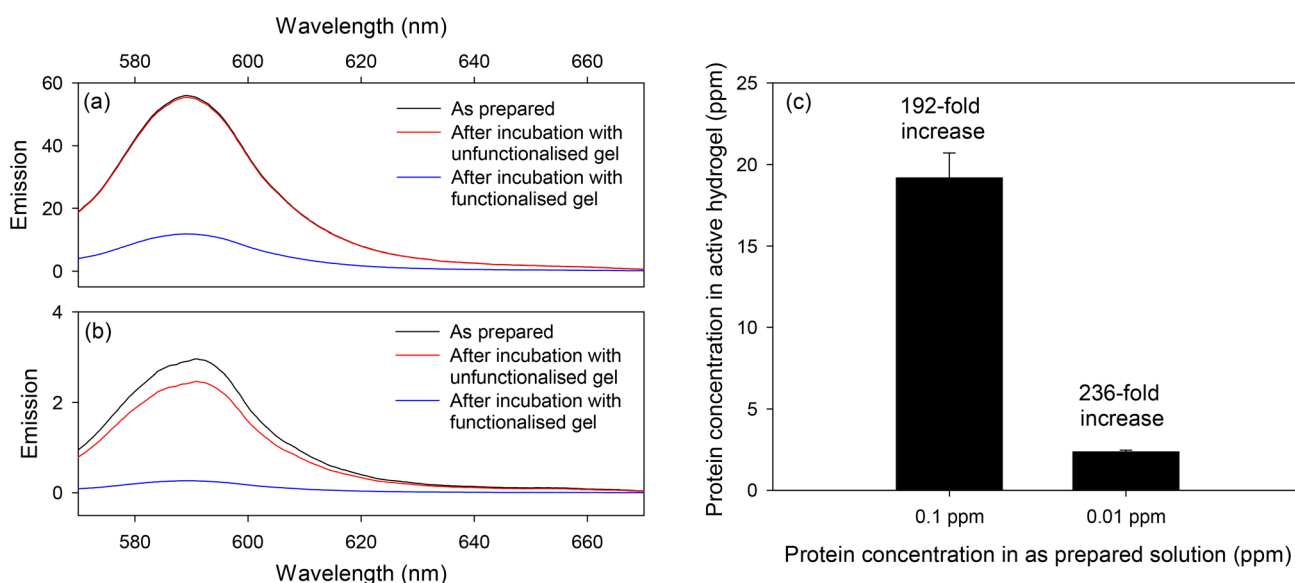 Wavelength (nm)
580 600 620 640 660
60
40
20
0
Emission
(a)
As prepared
After incubation with
unfunctionalised gel
After incubation with
functionalised gel
4
2
0
Emission
(b)
As prepared
After incubation with
unfunctionalised gel
After incubation with
functionalised gel
580 600 620 640 660
Wavelength (nm)
(c)
Protein concentration in active hydrogel (ppm)
25
20
15
10
5
0
192-fold
increase
236-fold
increase
0.1 ppm 0.01 ppm
Protein concentration in as prepared solution (ppm)